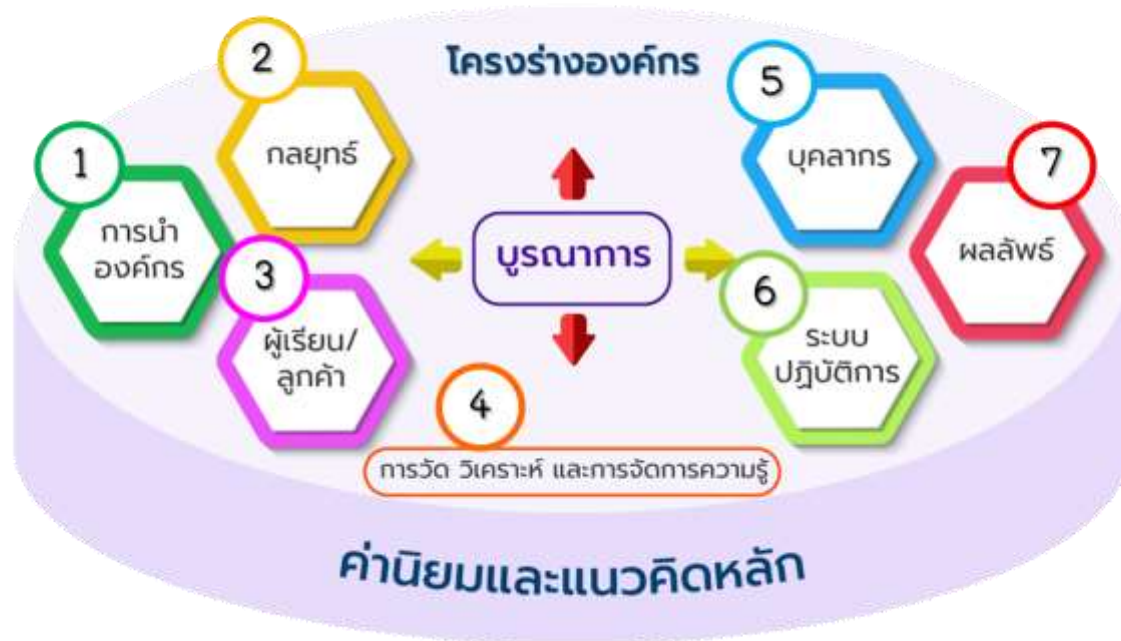 โครงร่างองค์กร
1
การนำ
องค์กร
2
กลยุทธ์
3
ผู้เรียน/
ลูกค้า
บูรณาการ
4
การวัด วิเคราะห์ และการจัดการความรู้
5
บุคลากร
6
ระบบ
ปฏิบัติการ
7
ผลลัพธ์
ค่านิยมและแนวคิดหลัก